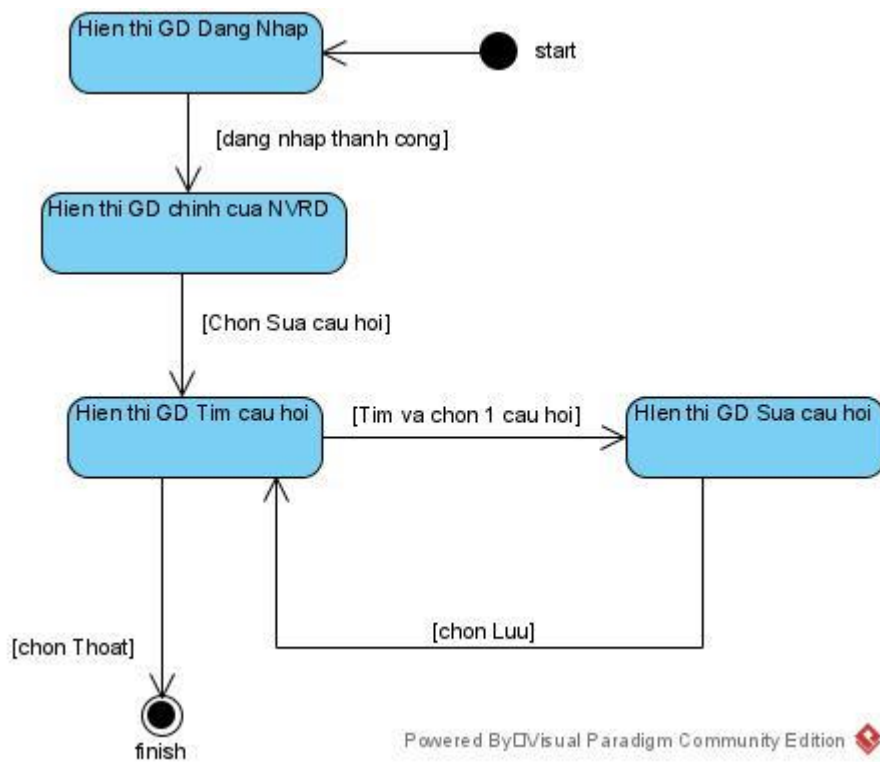 Hien thi GD Dang Nhap
start
[dang nhap thanh cong]
Hien thi GD chinh cua NVRD
[Chon Sua cau hoi]
Hien thi GD Tim cau hoi
[Tim va chon 1 cau hoi]
HIen thi GD Sua cau hoi
[chon Luu]
[chon Thoat]
finish
Powered By□Visual Paradigm Community Edition